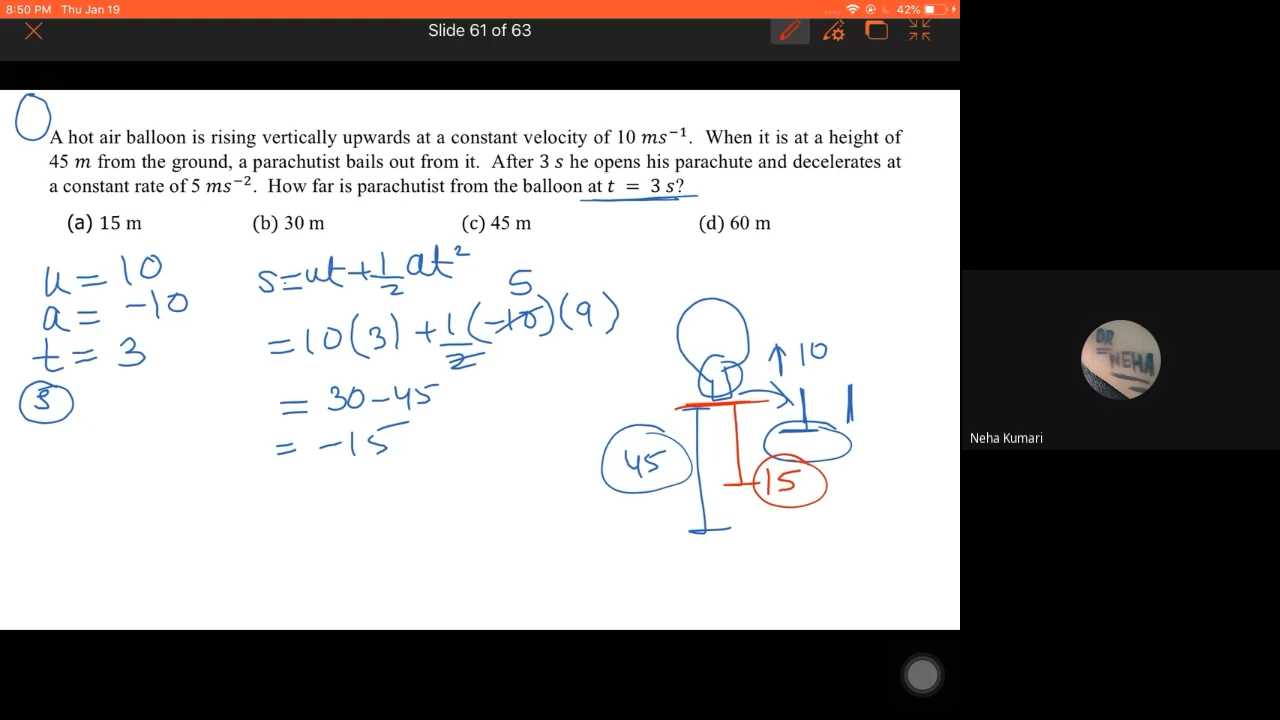 8:50 PM Thu Jan 19
42%
Slide 61 of 63
A hot air balloon is rising vertically upwards at a constant velocity of 10 ms⁻¹. When it is at a height of
45 m from the ground, a parachutist bails out from it. After 3 s he opens his parachute and decelerates at
a constant rate of 5 ms⁻². How far is parachutist from the balloon at t = 3 s?
(a) 15 m (b) 30 m (c) 45 m (d) 60 m
u = 10
a = -10
t = 3
s = ut + 1/2 at²
5
= 10(3) + 1/2 (-10)(9)
= 30 - 45
= -15
↑ 10
45
15
DR
NEHA
Neha Kumari